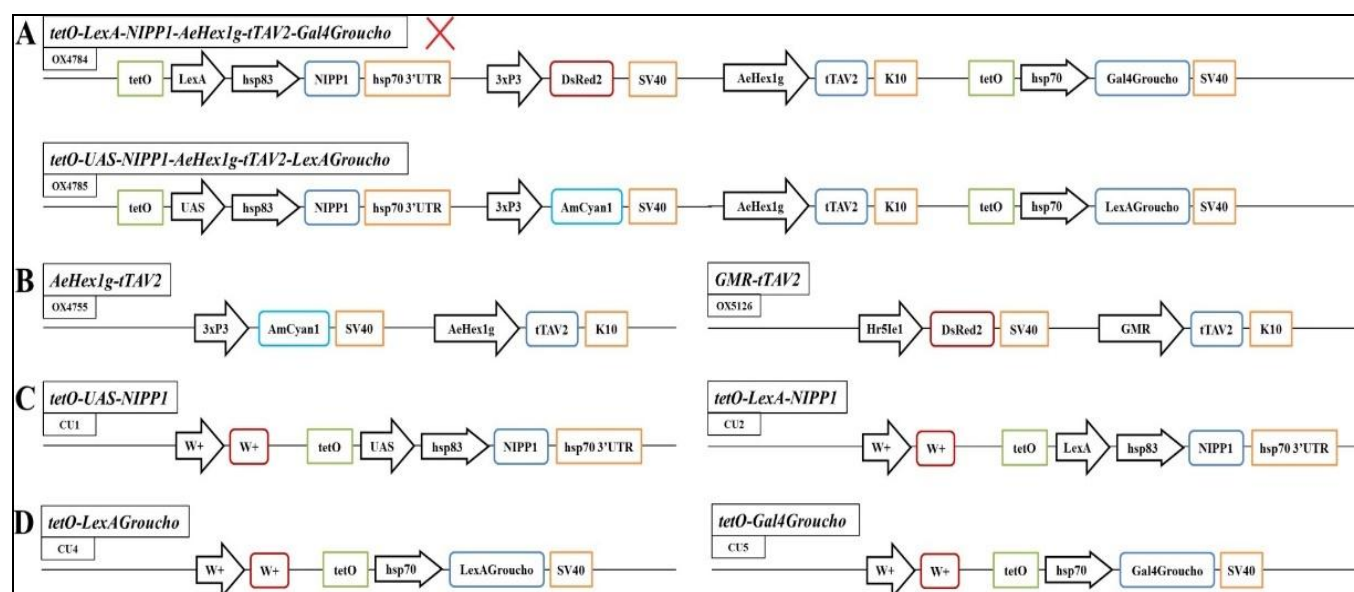 A tetO-LexA-NIPP1-AeHex1g-tTAV2-Gal4Groucho
OX4784
tetO LexA hsp83 NIPP1 hsp70 3'UTR 3xP3 DsRed2 SV40 AeHex1g tTAV2 K10 tetO hsp70 Gal4Groucho SV40
tetO-UAS-NIPP1-AeHex1g-tTAV2-LexAGroucho
OX4785
tetO UAS hsp83 NIPP1 hsp70 3'UTR 3xP3 AmCyan1 SV40 AeHex1g tTAV2 K10 tetO hsp70 LexAGroucho SV40
B AeHex1g-tTAV2
OX4755
3xP3 AmCyan1 SV40 AeHex1g tTAV2 K10
GMR-tTAV2
OX5126
Hr5Ie1 DsRed2 SV40 GMR tTAV2 K10
C tetO-UAS-NIPP1
CU1
W+ W+ tetO UAS hsp83 NIPP1 hsp70 3'UTR
tetO-LexA-NIPP1
CU2
W+ W+ tetO LexA hsp83 NIPP1 hsp70 3'UTR
D tetO-LexAGroucho
CU4
W+ W+ tetO hsp70 LexAGroucho SV40
tetO-Gal4Groucho
CU5
W+ W+ tetO hsp70 Gal4Groucho SV40